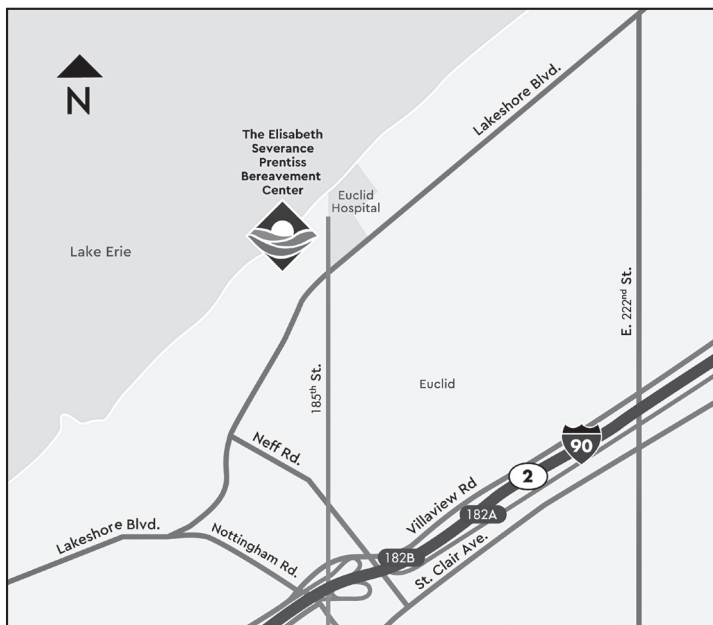 N
The Elisabeth
Severance
Prentiss
Bereavement
Center
Euclid
Hospital
Lake Erie
Lakeshore Blvd.
E. 222nd St.
185th St.
Euclid
Neff Rd.
90
2
Villaview Rd
182A
Lakeshore Blvd.
Nottingham Rd.
182B
St. Clair Ave.